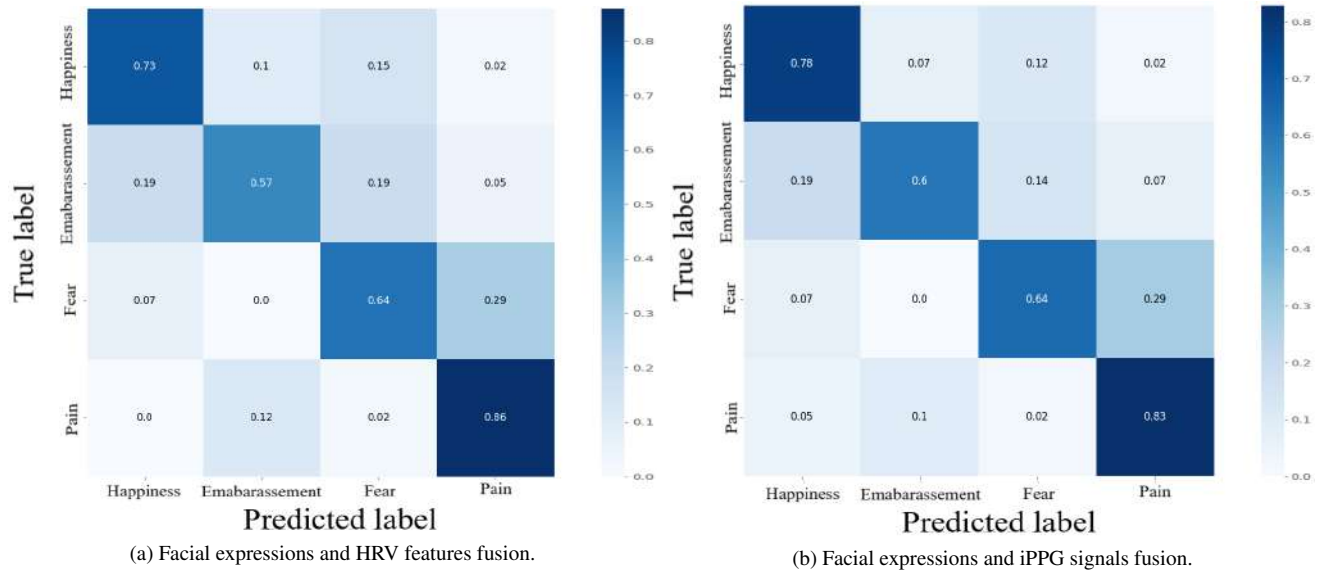 Happiness
0.73 0.1 0.15 0.02
Emabarassement
0.19 0.57 0.19 0.05
Fear
0.07 0.0 0.64 0.29
Pain
0.0 0.12 0.02 0.86
True label
Happiness Emabarassement Fear Pain
Predicted label
0.8
0.7
0.6
0.5
0.4
0.3
0.2
0.1
0.0
(a) Facial expressions and HRV features fusion.
Happiness
0.78 0.07 0.12 0.02
Emabarassement
0.19 0.6 0.14 0.07
Fear
0.07 0.0 0.64 0.29
Pain
0.05 0.1 0.02 0.83
True label
Happiness Emabarassement Fear Pain
Predicted label
0.8
0.7
0.6
0.5
0.4
0.3
0.2
0.1
0.0
(b) Facial expressions and iPPG signals fusion.